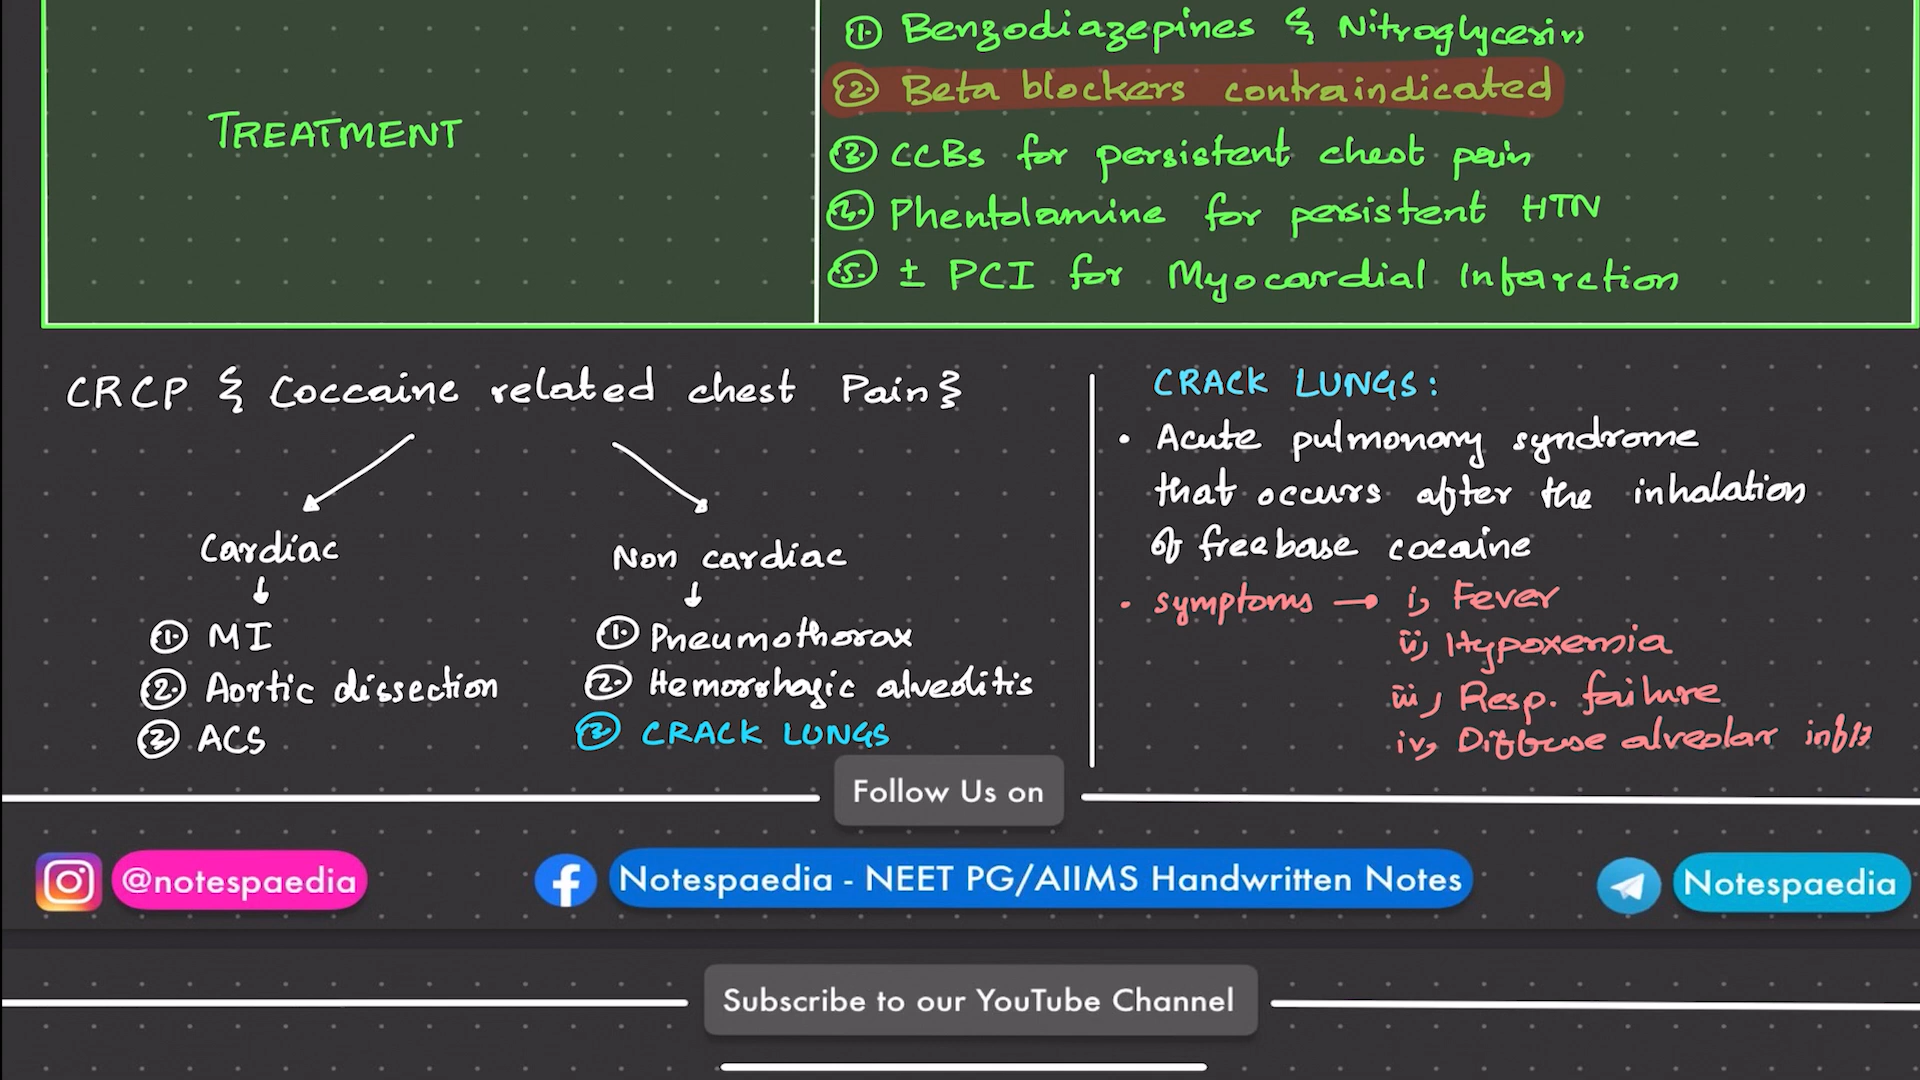 ① Benzodiazepines & Nitroglycerin
② Beta blockers contraindicated
TREATMENT
③ CCBs for persistent chest pain
④ Phentolamine for persistent HTN
⑤ ± PCI for Myocardial Infarction
CRCP { Coccaine related chest Pain}
Cardiac
① MI
② Aortic dissection
③ ACS
Non cardiac
① Pneumothorax
② Hemorrhagic alveolitis
③ CRACK LUNGS
CRACK LUNGS:
• Acute pulmonary syndrome
that occurs after the inhalation
of freebase cocaine
• symptoms → i, Fever
ii, Hypoxemia
iii, Resp. failure
iv, Diffuse alveolar
Follow Us on
@notespaedia
Notespaedia - NEET PG/AIIMS Handwritten Notes
Notespaedia
Subscribe to our YouTube Channel